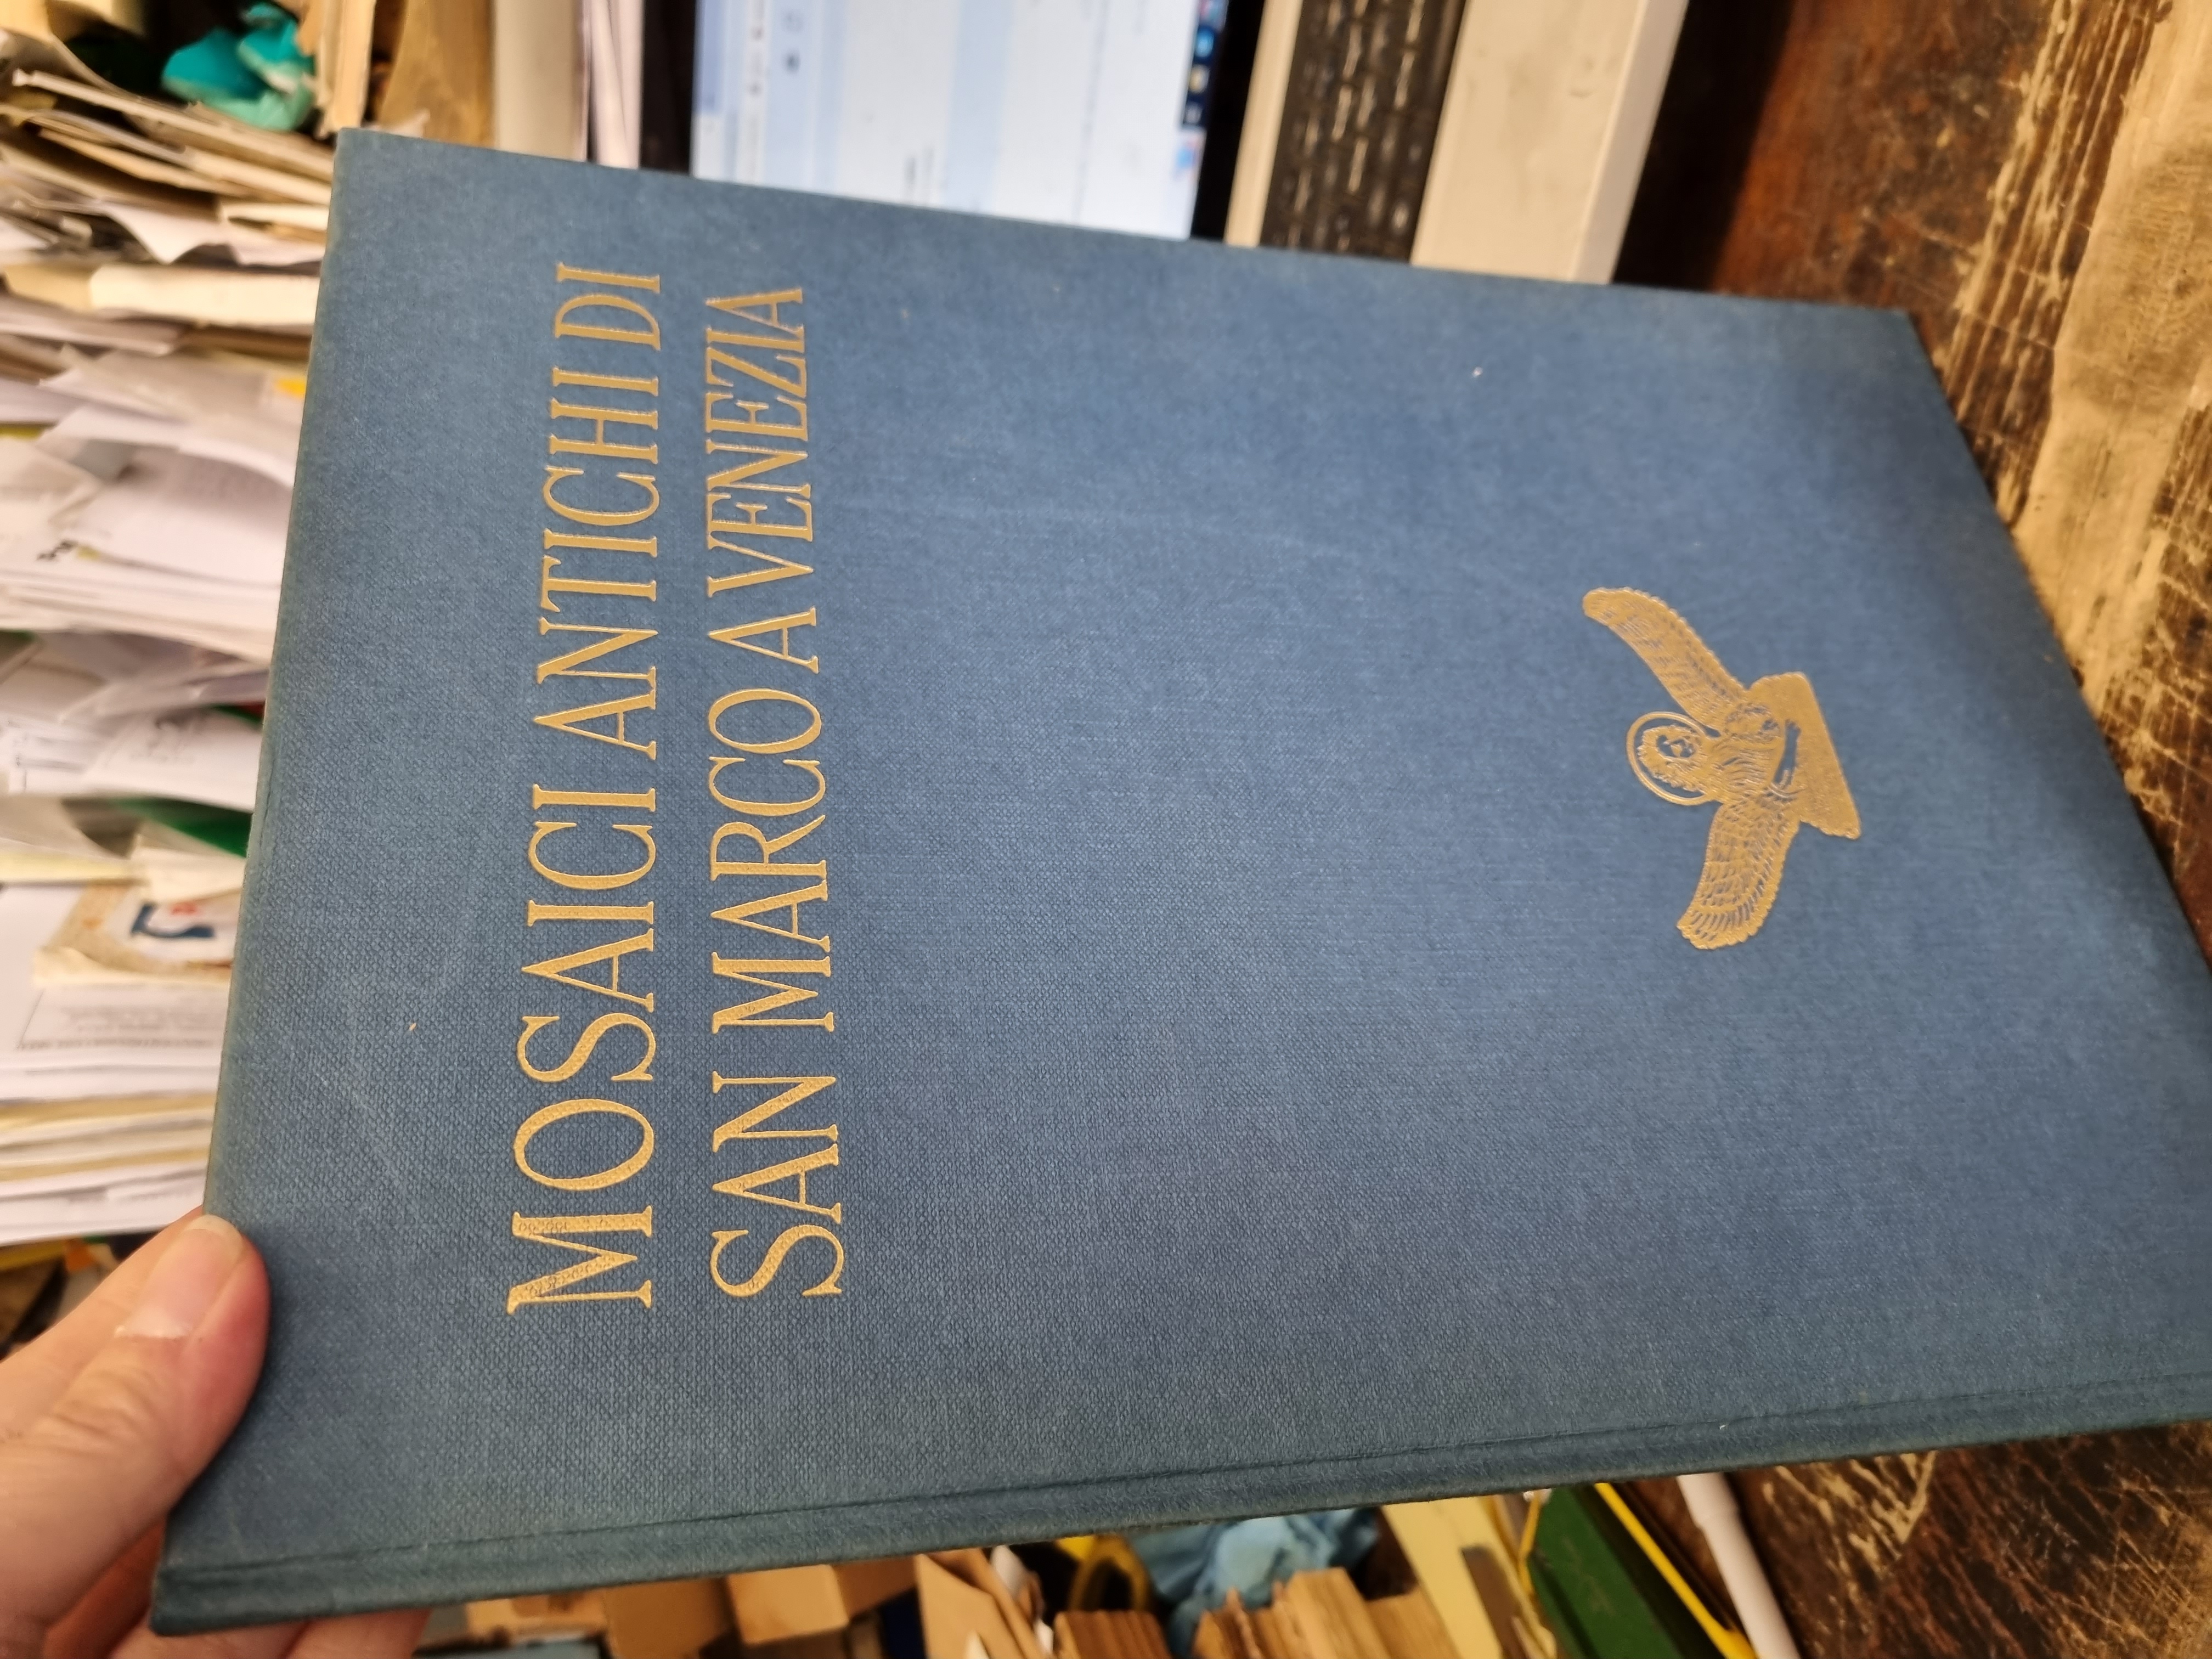 MOSAICI ANTICHI DI
SAN MARCO A VENEZIA